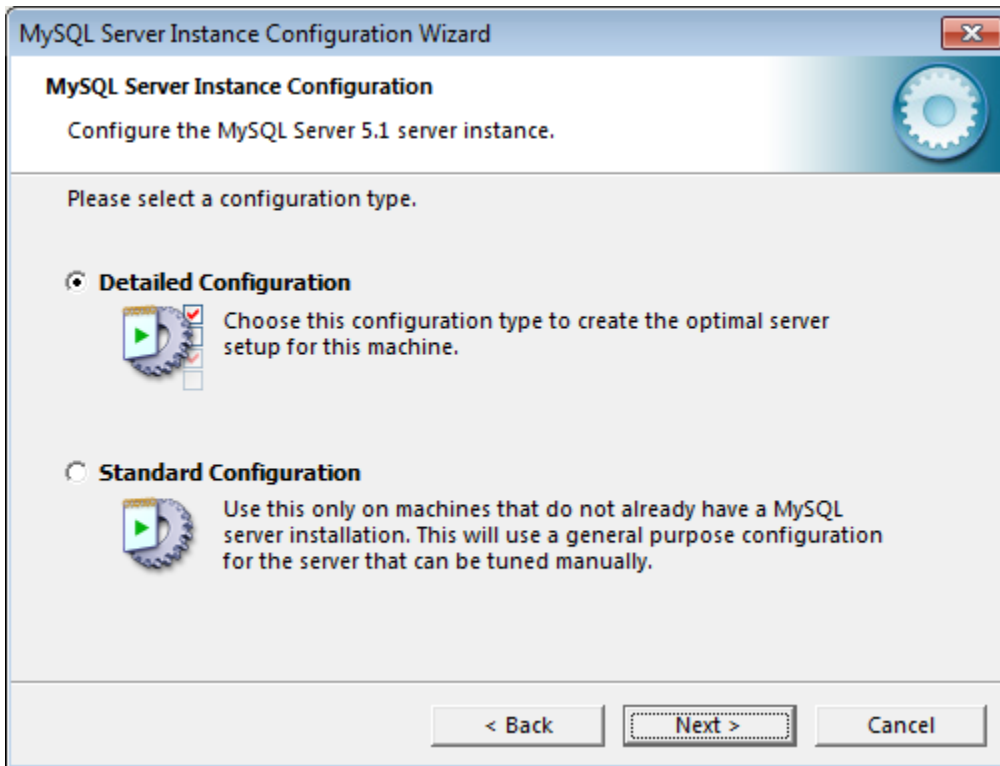 MySQL Server Instance Configuration Wizard
MySQL Server Instance Configuration
Configure the MySQL Server 5.1 server instance.
Please select a configuration type.
Detailed Configuration
Choose this configuration type to create the optimal server
setup for this machine.
Standard Configuration
Use this only on machines that do not already have a MySQL
server installation. This will use a general purpose configuration
for the server that can be tuned manually.
< Back Next > Cancel